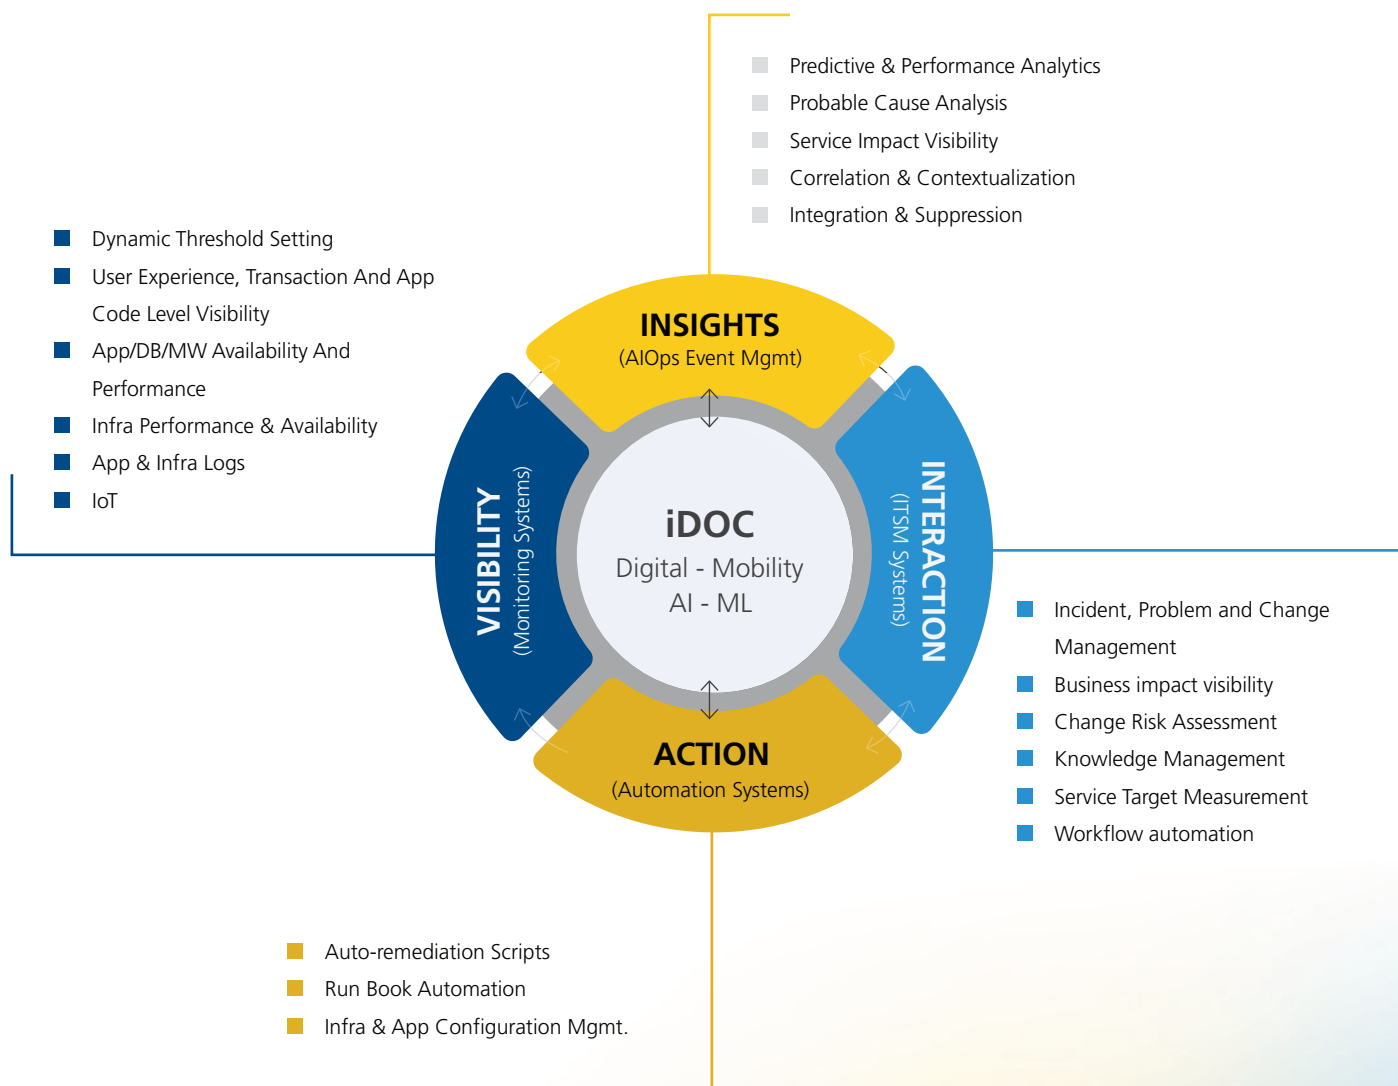 Predictive & Performance Analytics
Probable Cause Analysis
Service Impact Visibility
Correlation & Contextualization
Integration & Suppression
Dynamic Threshold Setting
User Experience, Transaction And App
Code Level Visibility
App/DB/MW Availability And
Performance
Infra Performance & Availability
App & Infra Logs
IoT
INSIGHTS
(AIOps Event Mgmt)
VISIBILITY
(Monitoring Systems)
iDOC
Digital - Mobility
AI - ML
INTERACTION
(ITSM Systems)
ACTION
(Automation Systems)
Incident, Problem and Change
Management
Business impact visibility
Change Risk Assessment
Knowledge Management
Service Target Measurement
Workflow automation
Auto-remediation Scripts
Run Book Automation
Infra & App Configuration Mgmt.